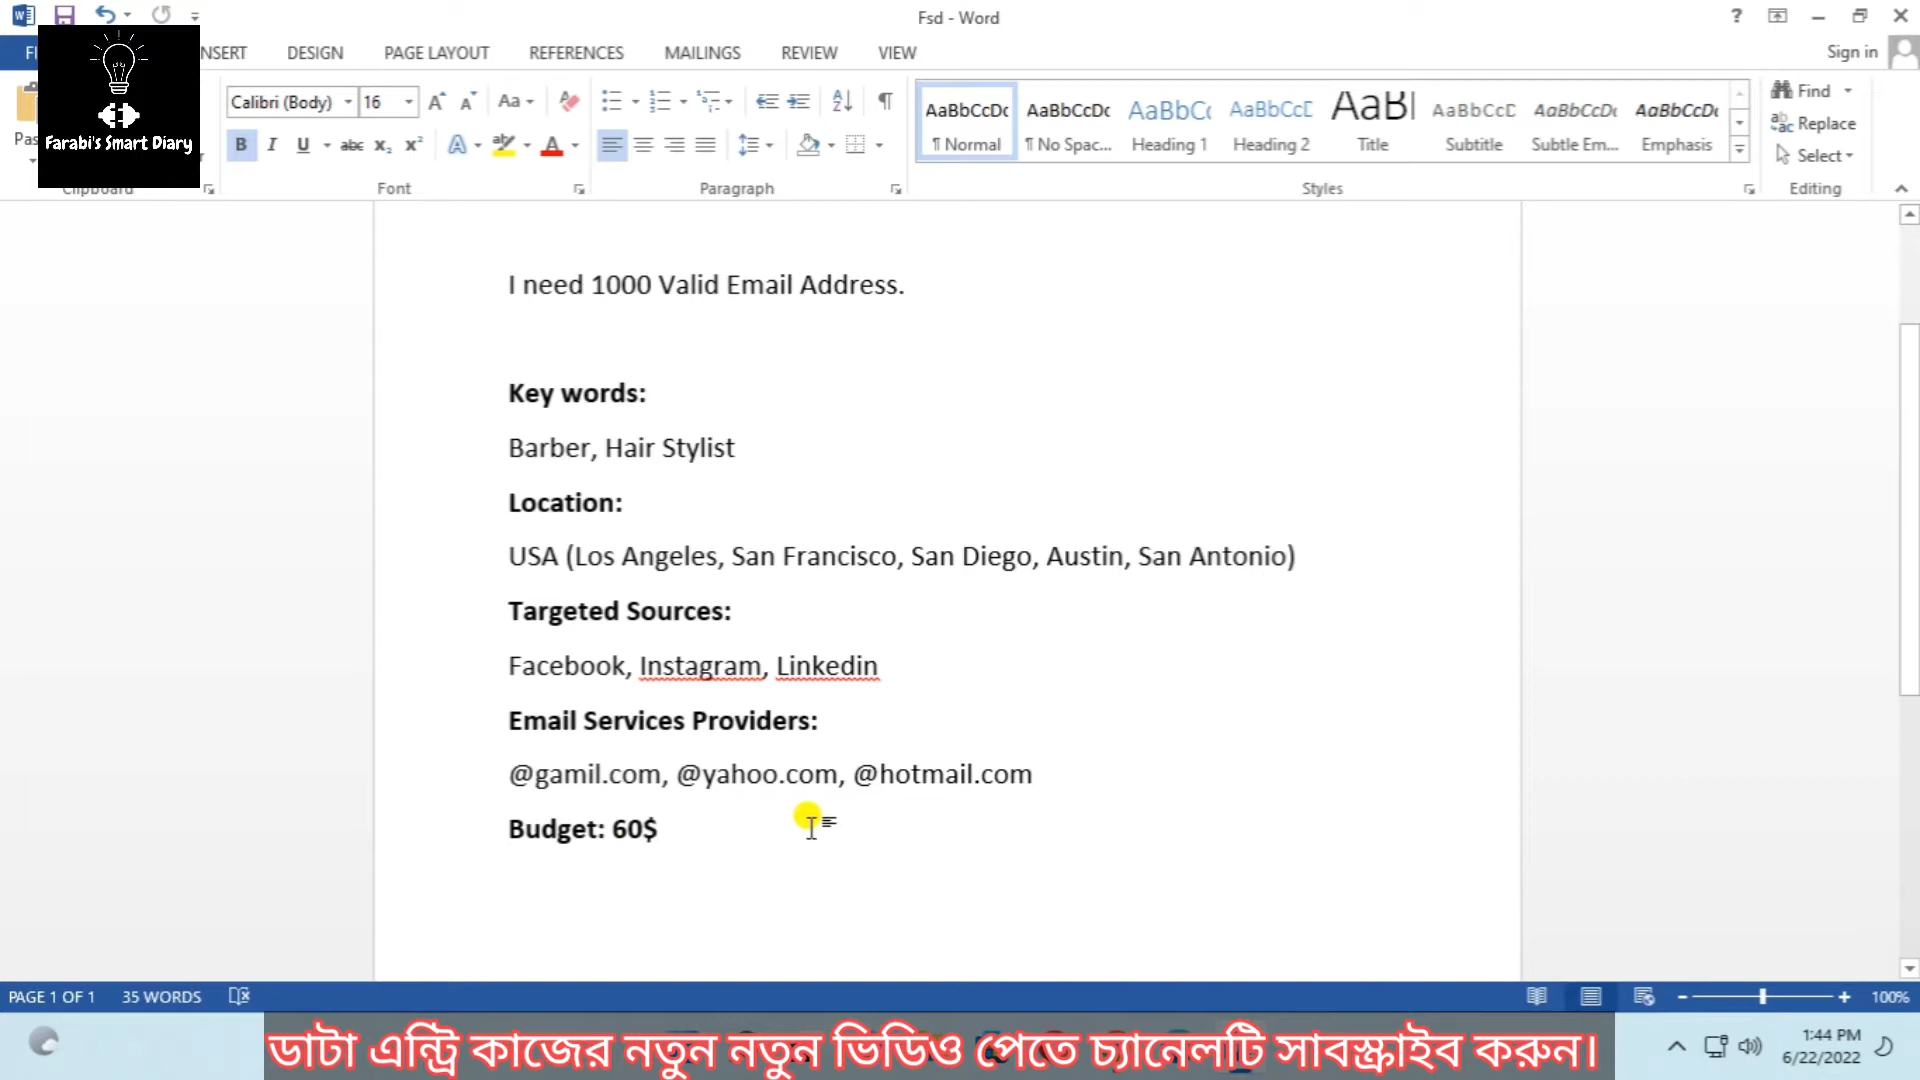 Fsd - Word
INSERT DESIGN PAGE LAYOUT REFERENCES MAILINGS REVIEW VIEW
Sign in
Farabi's Smart Diary
Calibri (Body) 16
AaBbCcDc AaBbCcDc AaBbCc AaBbCcD AaBl AaBbCcD AaBbCcDc AaBbCcDc
¶ Normal ¶ No Spac... Heading 1 Heading 2 Title Subtitle Subtle Em... Emphasis
Find
Replace
Select
Clipboard Font Paragraph Styles Editing
I need 1000 Valid Email Address.
Key words:
Barber, Hair Stylist
Location:
USA (Los Angeles, San Francisco, San Diego, Austin, San Antonio)
Targeted Sources:
Facebook, Instagram, Linkedin
Email Services Providers:
@gamil.com, @yahoo.com, @hotmail.com
Budget: 60$
PAGE 1 OF 1 35 WORDS 100%
ডাটা এন্ট্রি কাজের নতুন নতুন ভিডিও পেতে চ্যানেলটি সাবস্ক্রাইব করুন।
1:44 PM
6/22/2022